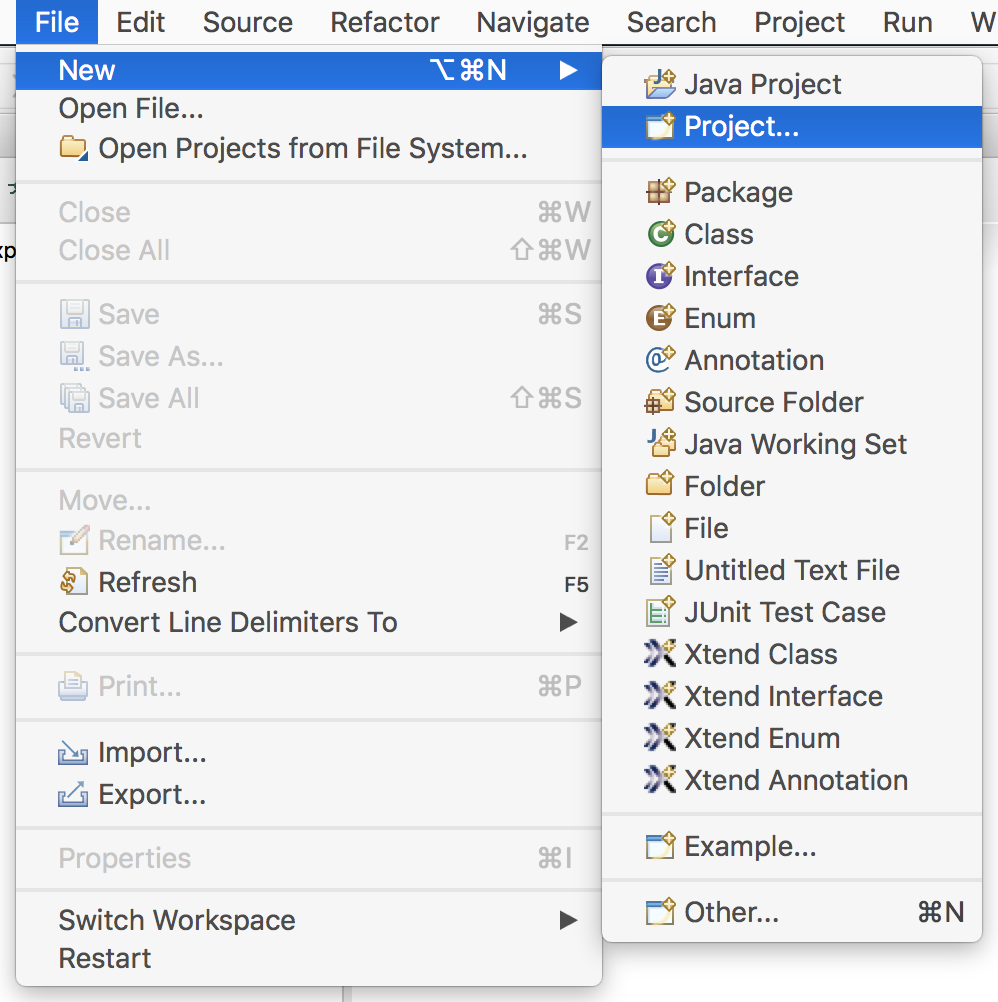 File Edit Source Refactor Navigate Search Project Run W
New ⌥⌘N ▶
Open File...
Open Projects from File System...
Close ⌘W
Close All ⇧⌘W
Save ⌘S
Save As...
Save All ⇧⌘S
Revert
Move...
Rename... F2
Refresh F5
Convert Line Delimiters To ▶
Print... ⌘P
Import...
Export...
Properties ⌘I
Switch Workspace ▶
Restart
Java Project
Project...
Package
Class
Interface
Enum
Annotation
Source Folder
Java Working Set
Folder
File
Untitled Text File
JUnit Test Case
Xtend Class
Xtend Interface
Xtend Enum
Xtend Annotation
Example...
Other... ⌘N